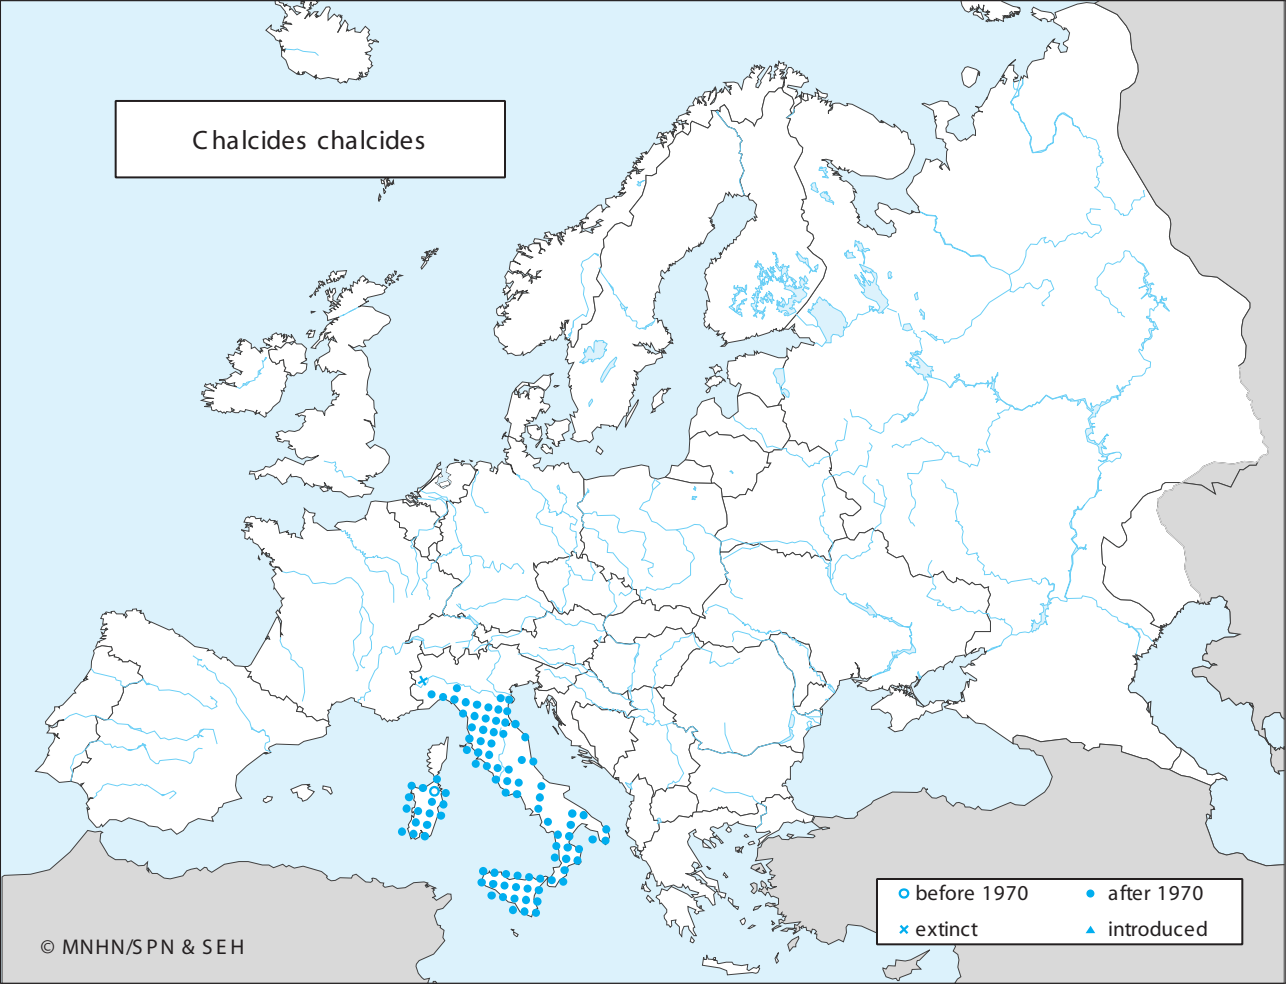 Chalcides chalcides
before 1970
after 1970
extinct
introduced
© MNHN/SPN & SEH